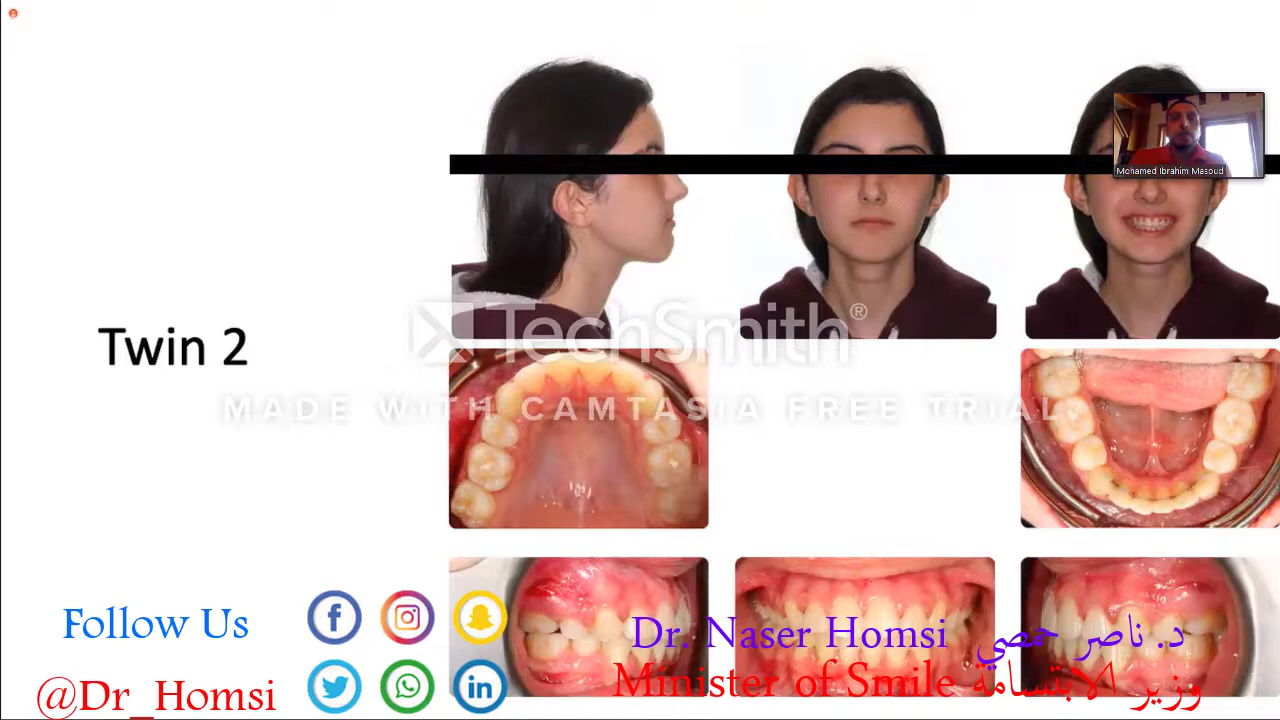 Mohamed Ibrahim Masoud
TechSmith®
Twin 2
MADE WITH CAMTASIA FREE TRIAL
Follow Us
Dr. Naser Homsi د. ناصر حمصي
@Dr_Homsi
Minister of Smile وزير الابتسامة